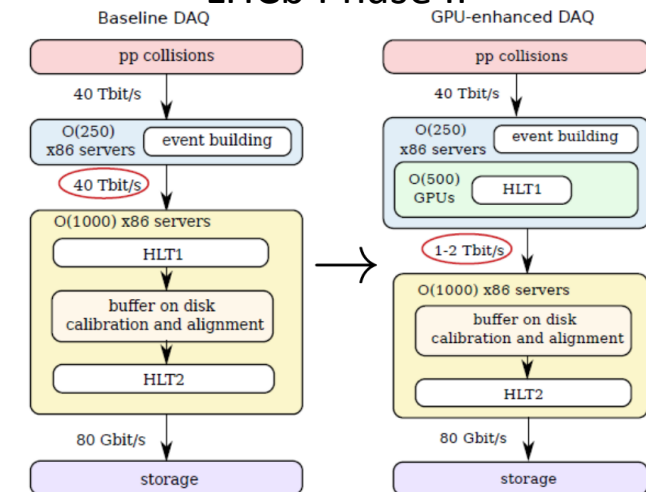 Baseline DAQ
pp collisions
40 Tbit/s
O(250)
x86 servers
event building
40 Tbit/s
O(1000) x86 servers
HLT1
buffer on disk
calibration and alignment
HLT2
80 Gbit/s
storage
GPU-enhanced DAQ
pp collisions
40 Tbit/s
O(250)
x86 servers
event building
O(500)
GPUs
HLT1
1-2 Tbit/s
O(1000) x86 servers
buffer on disk
calibration and alignment
HLT2
80 Gbit/s
storage